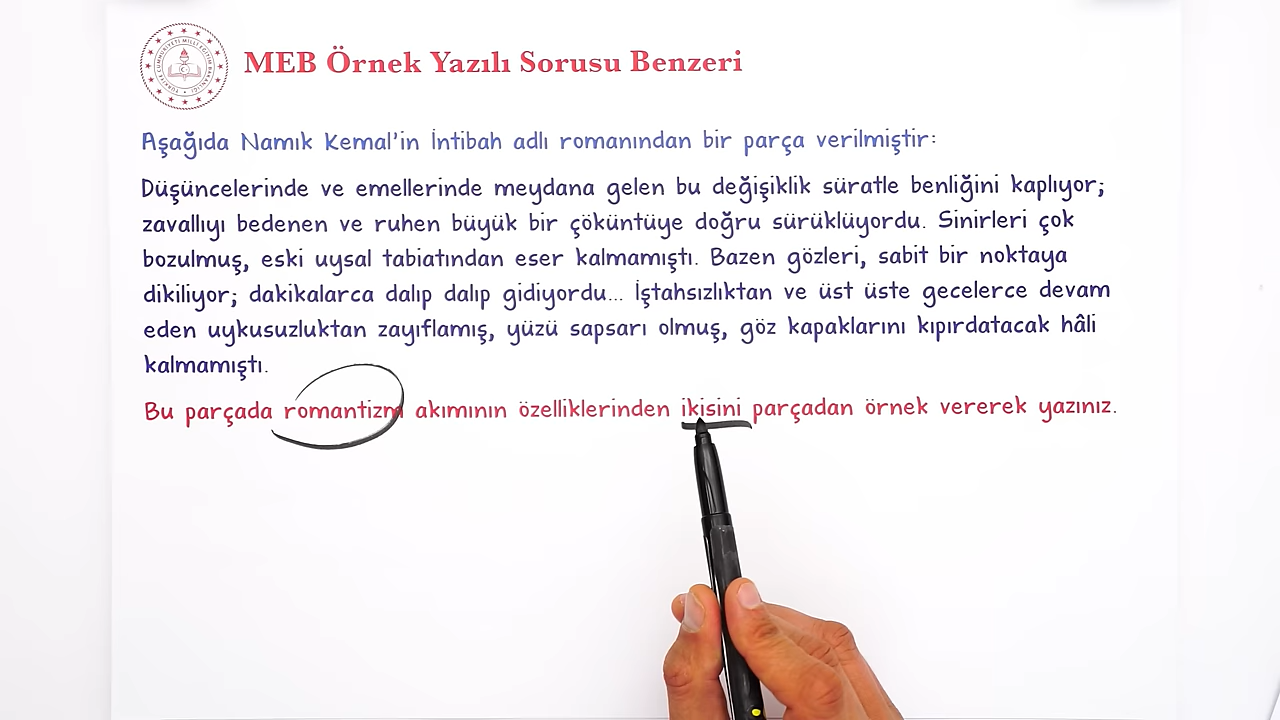 MEB Örnek Yazılı Sorusu Benzeri
Aşağıda Namık Kemal'in İntibah adlı romanından bir parça verilmiştir:
Düşüncelerinde ve emellerinde meydana gelen bu değişiklik süratle benliğini kaplıyor;
zavallıyı bedenen ve ruhen büyük bir çöküntüye doğru sürüklüyordu. Sinirleri çok
bozulmuş, eski uysal tabiatından eser kalmamıştı. Bazen gözleri, sabit bir noktaya
dikiliyor; dakikalarca dalıp dalıp gidiyordu... İştahsızlıktan ve üst üste gecelerce devam
eden uykusuzluktan zayıflamış, yüzü sapsarı olmuş, göz kapaklarını kıpırdatacak hâli
kalmamıştı.
Bu parçada romantizm akımının özelliklerinden ikisini parçadan örnek vererek yazınız.